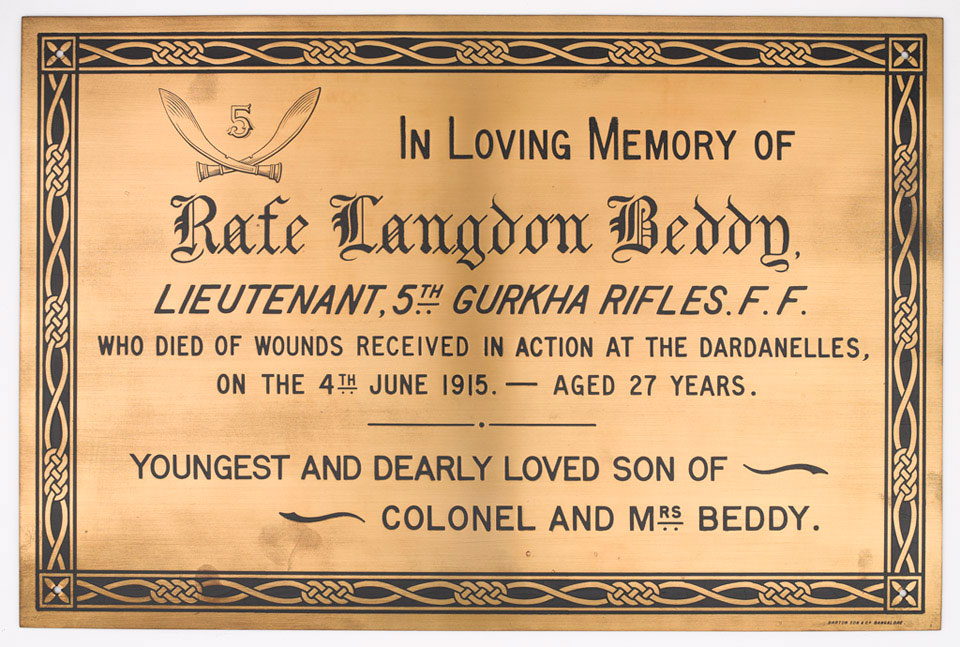 5
IN LOVING MEMORY OF
Rafe Langdon Beddy,
LIEUTENANT, 5TH GURKHA RIFLES. F. F.
WHO DIED OF WOUNDS RECEIVED IN ACTION AT THE DARDANELLES,
ON THE 4TH JUNE 1915. — AGED 27 YEARS.
YOUNGEST AND DEARLY LOVED SON OF
COLONEL AND MRS BEDDY.
BARTON SON & CO BANGALORE